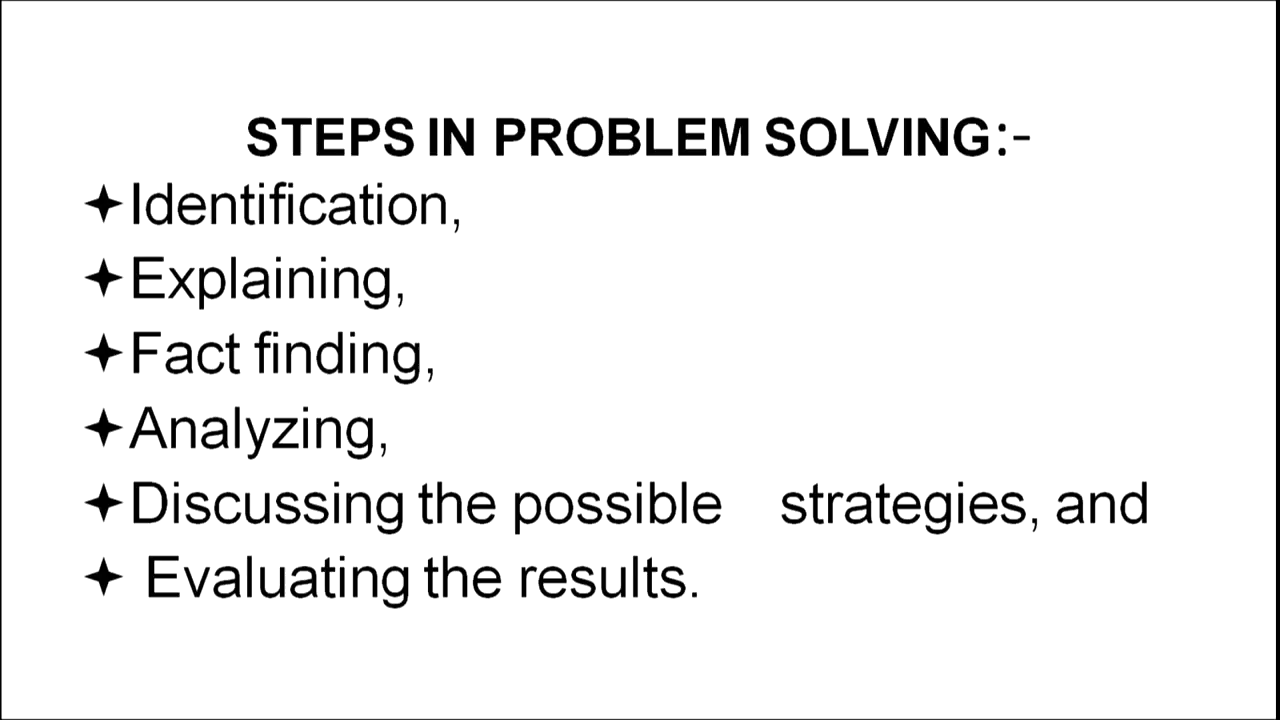 STEPS IN PROBLEM SOLVING:-
✦Identification,
✦Explaining,
✦Fact finding,
✦Analyzing,
✦Discussing the possible strategies, and
✦ Evaluating the results.